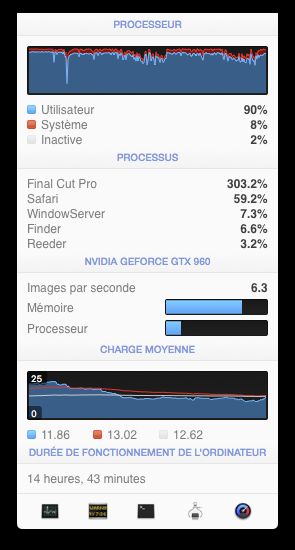 PROCESSEUR
Utilisateur 90%
Système 8%
Inactive 2%
PROCESSUS
Final Cut Pro 303.2%
Safari 59.2%
WindowServer 7.3%
Finder 6.6%
Reeder 3.2%
NVIDIA GEFORCE GTX 960
Images par seconde 6.3
Mémoire
Processeur
CHARGE MOYENNE
25
0
11.86 13.02 12.62
DURÉE DE FONCTIONNEMENT DE L'ORDINATEUR
14 heures, 43 minutes